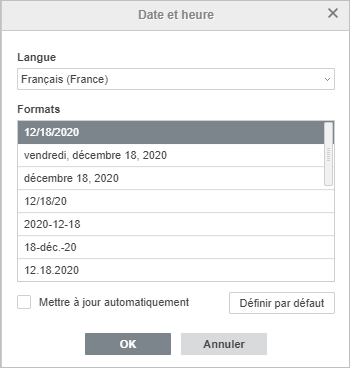 Date et heure
Langue
Français (France)
Formats
12/18/2020
vendredi, décembre 18, 2020
décembre 18, 2020
12/18/20
2020-12-18
18-déc.-20
12.18.2020
Mettre à jour automatiquement
Définir par défaut
OK
Annuler